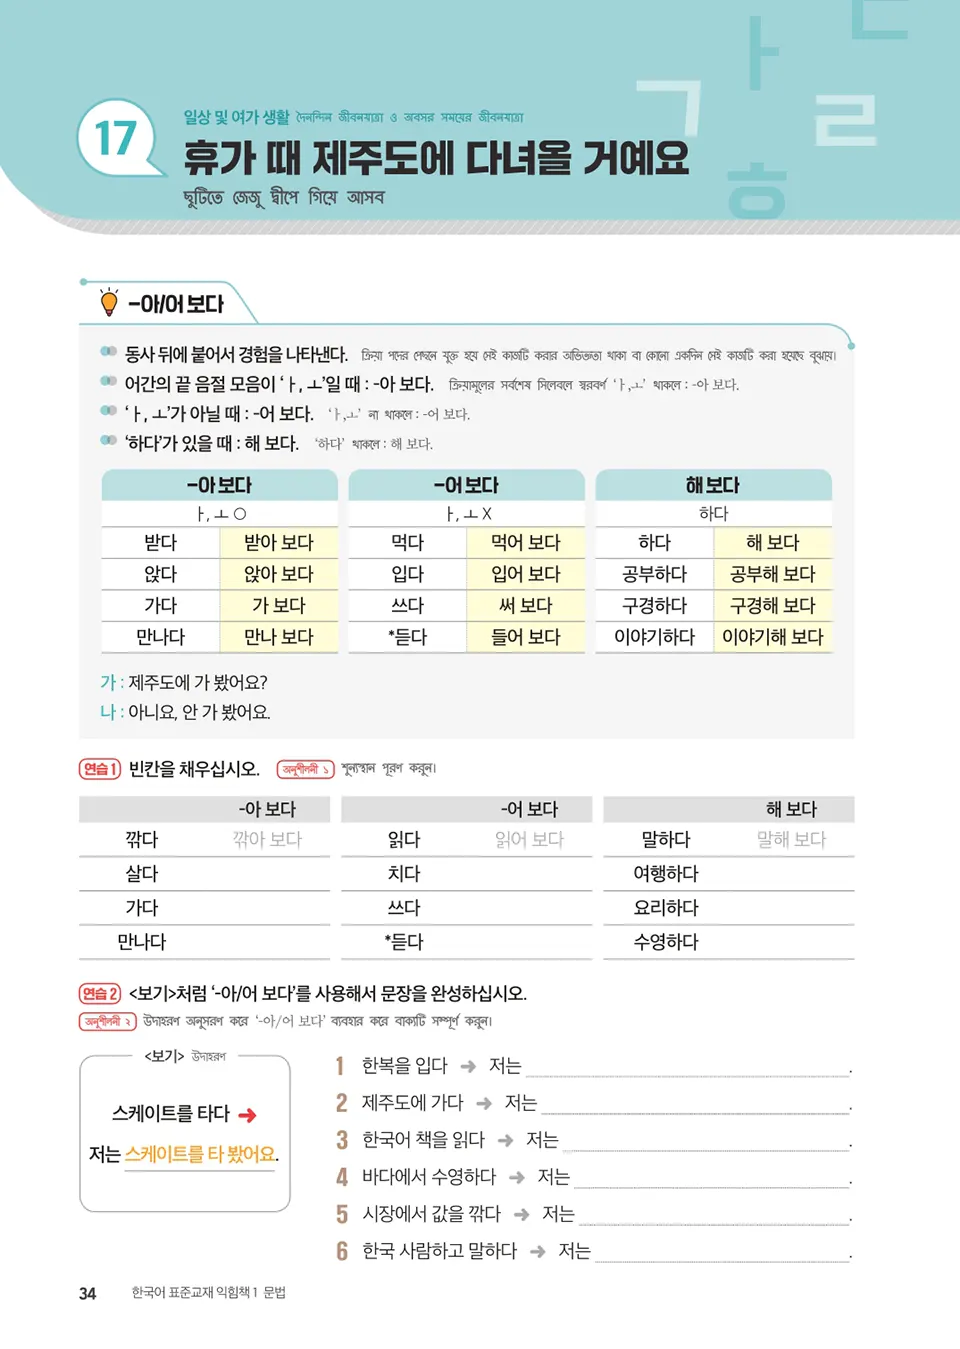 17
일상 및 여가 생활 দৈনন্দিন জীবনযাত্রা ও অবসর সময়ের জীবনযাত্রা
휴가 때 제주도에 다녀올 거예요
ছুটিতে জেজু দ্বীপে গিয়ে আসব
ㄱ ㅏ ㄷ ㄹ ㅎ
-아/어 보다
동사 뒤에 붙어서 경험을 나타낸다. ক্রিয়া পদের পেছনে যুক্ত হয়ে সেই কাজটি করার অভিজ্ঞতা থাকা বা কোনো একদিন সেই কাজটি করা হয়েছে বুঝায়।
어간의 끝 음절 모음이 ‘ㅏ, ㅗ’일 때 : -아 보다. ক্রিয়ামূলের সর্বশেষ সিলেবলে স্বরবর্ণ ‘ㅏ,ㅗ’ থাকলে : -아 보다.
‘ㅏ, ㅗ’가 아닐 때 : -어 보다. ‘ㅏ,ㅗ’ না থাকলে : -어 보다.
‘하다’가 있을 때 : 해 보다. ‘하다’ থাকলে : 해 보다.
-아 보다 -어 보다 해 보다
ㅏ, ㅗ ○ ㅏ, ㅗ X 하다
받다 받아 보다 먹다 먹어 보다 하다 해 보다
앉다 앉아 보다 입다 입어 보다 공부하다 공부해 보다
가다 가 보다 쓰다 써 보다 구경하다 구경해 보다
만나다 만나 보다 *듣다 들어 보다 이야기하다 이야기해 보다
가 : 제주도에 가 봤어요?
나 : 아니요, 안 가 봤어요.
연습 1 빈칸을 채우십시오. অনুশীলনী ১ শূন্যস্থান পূরণ করুন।
-아 보다 -어 보다 해 보다
깎다 깎아 보다 읽다 읽어 보다 말하다 말해 보다
살다 치다 여행하다
가다 쓰다 요리하다
만나다 *듣다 수영하다
연습 2 <보기>처럼 ‘-아/어 보다’를 사용해서 문장을 완성하십시오.
অনুশীলনী ২ উদাহরণ অনুসরণ করে ‘-아/어 보다’ ব্যবহার করে বাক্যটি সম্পূর্ণ করুন।
<보기> উদাহরণ
스케이트를 타다 ➜
저는 스케이트를 타 봤어요.
1 한복을 입다 ➜ 저는 .
2 제주도에 가다 ➜ 저는 .
3 한국어 책을 읽다 ➜ 저는 .
4 바다에서 수영하다 ➜ 저는 .
5 시장에서 값을 깎다 ➜ 저는 .
6 한국 사람하고 말하다 ➜ 저는 .
34 한국어 표준교재 익힘책 1 문법